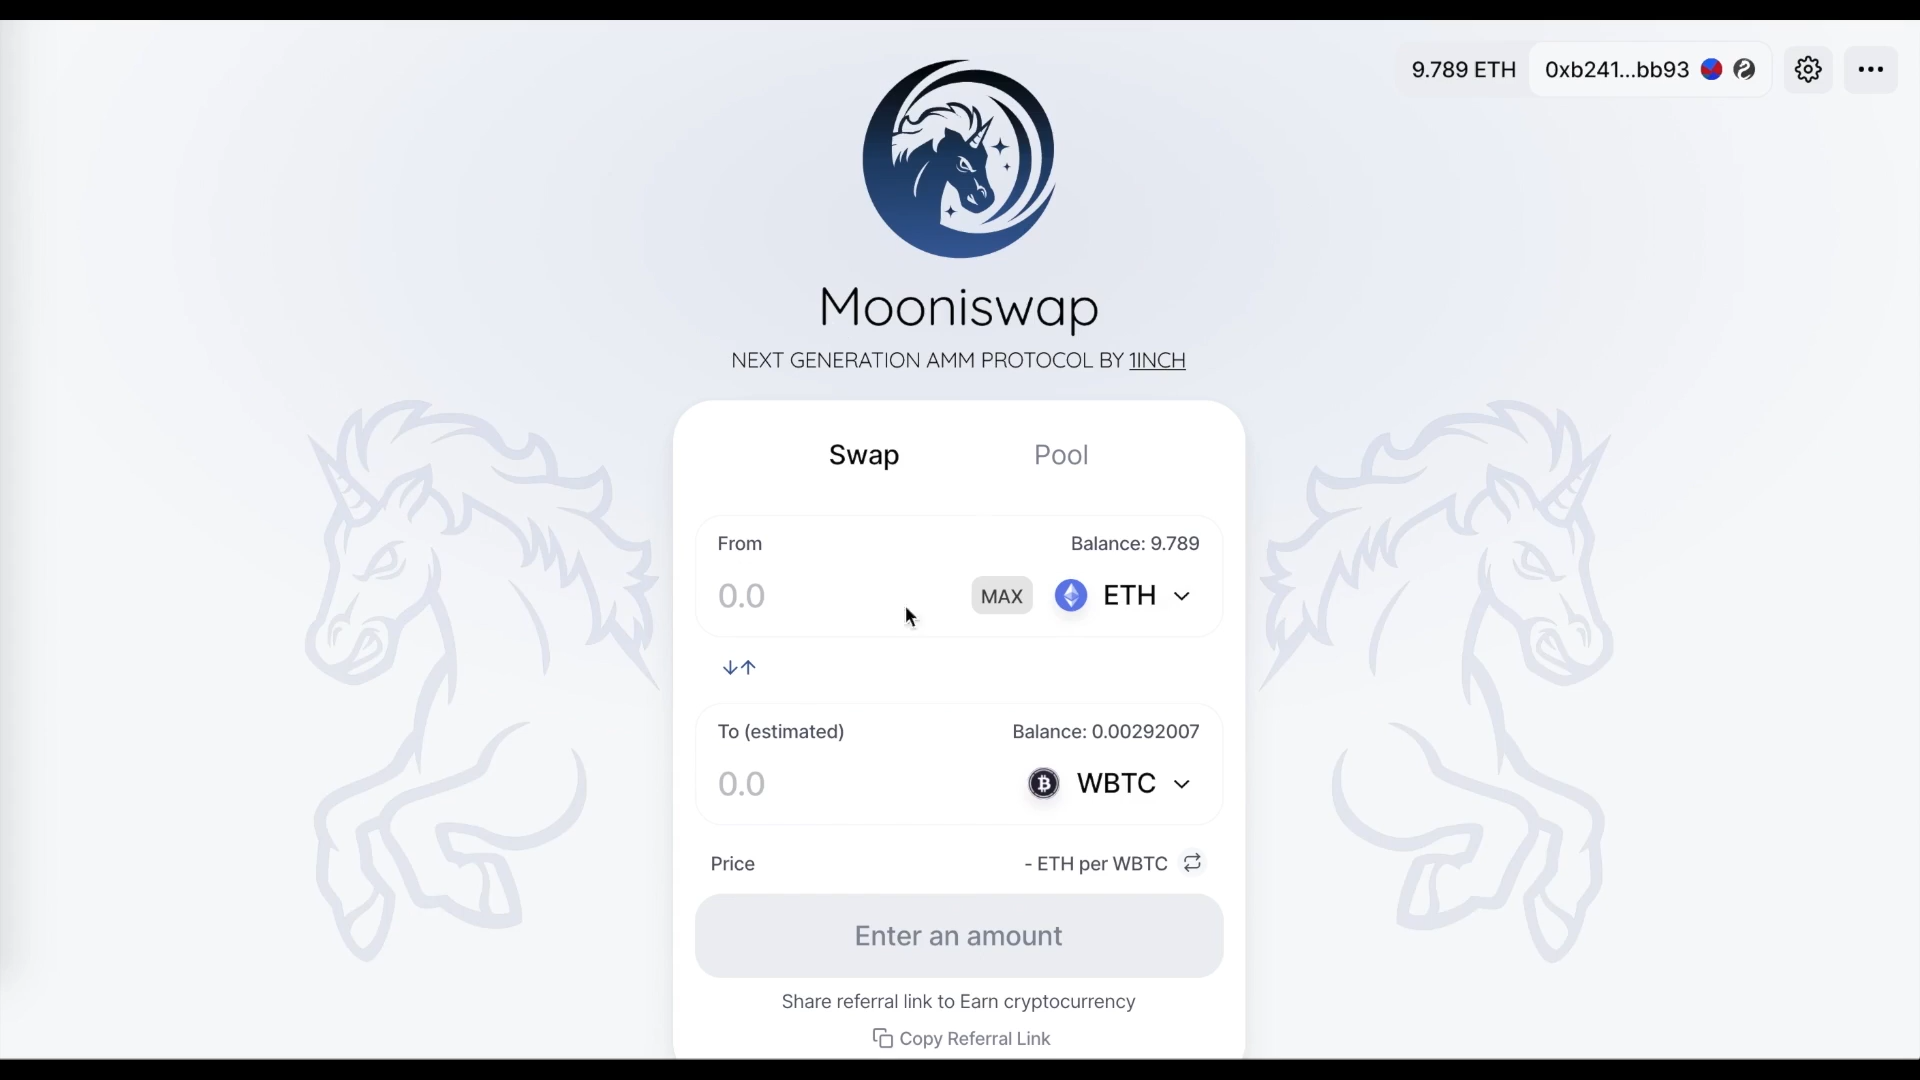 9.789 ETH 0xb241...bb93
Mooniswap
NEXT GENERATION AMM PROTOCOL BY 1INCH
Swap Pool
From Balance: 9.789
0.0 MAX ETH
To (estimated) Balance: 0.00292007
0.0 WBTC
Price - ETH per WBTC
Enter an amount
Share referral link to Earn cryptocurrency
Copy Referral Link